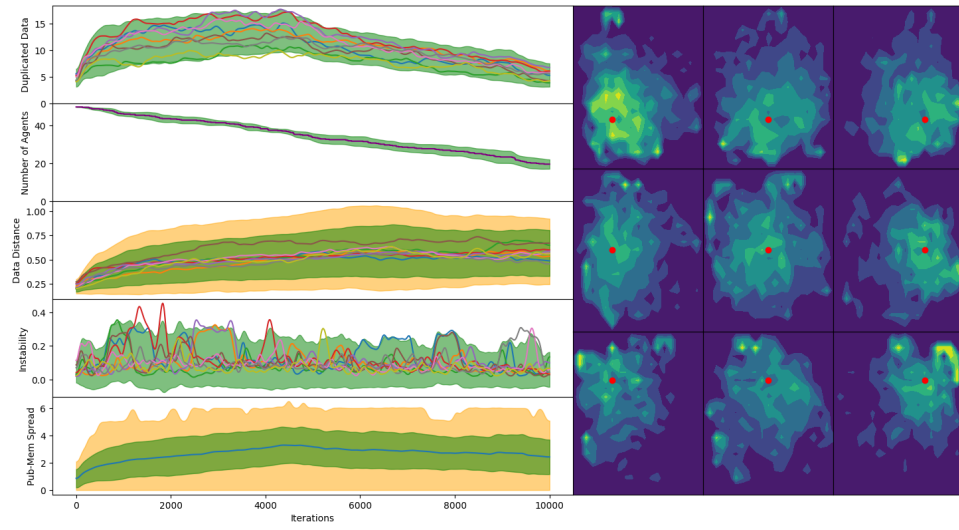 Duplicated Data
15
10
5
0
Number of Agents
40
20
0
Data Distance
1.00
0.75
0.50
0.25
Instability
0.4
0.2
0.0
Pub-Mem Spread
6
4
2
0
0 2000 4000 6000 8000 10000
Iterations